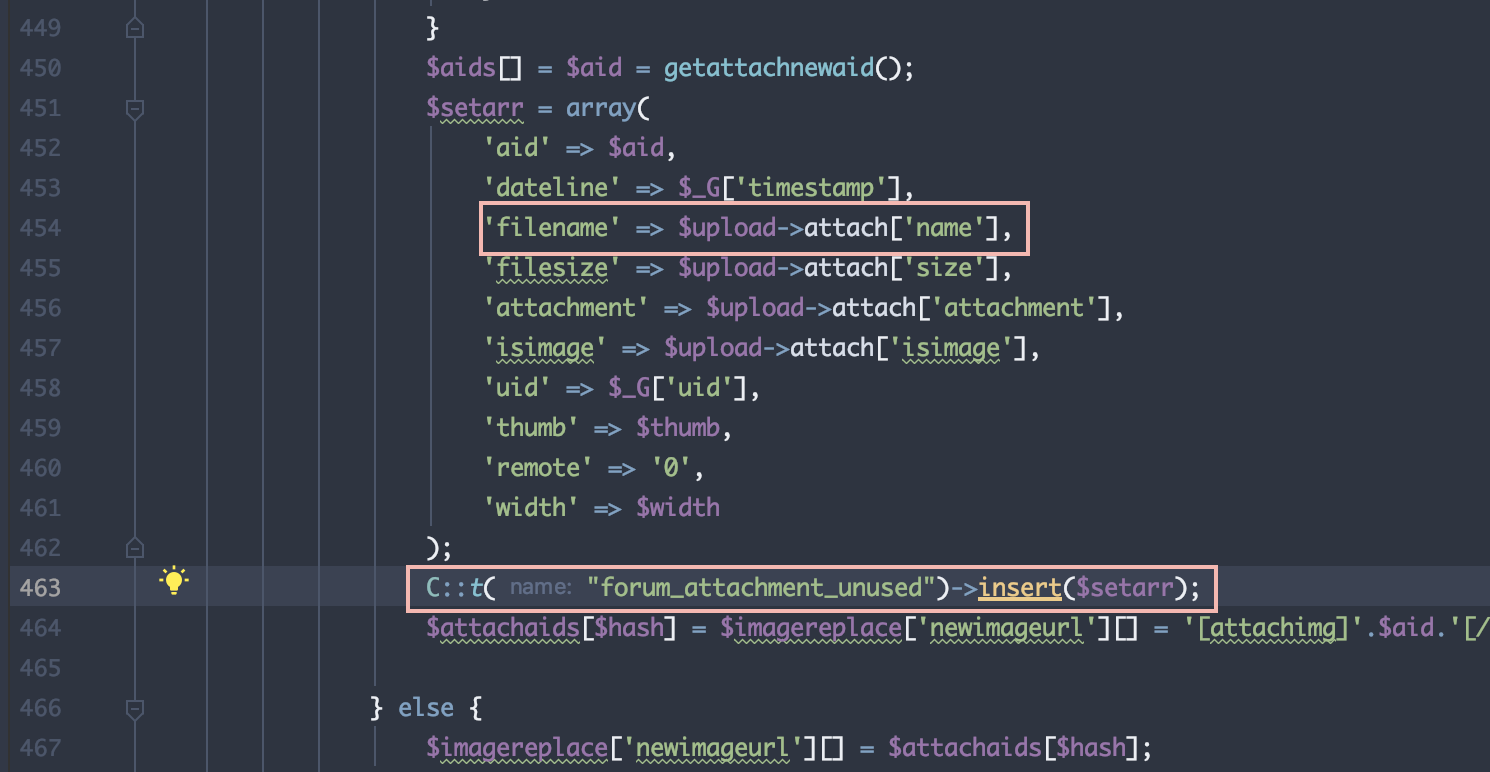 449 }
450 $aids[] = $aid = getattachnewaid();
451 $setarr = array(
452 'aid' => $aid,
453 'dateline' => $_G['timestamp'],
454 'filename' => $upload->attach['name'],
455 'filesize' => $upload->attach['size'],
456 'attachment' => $upload->attach['attachment'],
457 'isimage' => $upload->attach['isimage'],
458 'uid' => $_G['uid'],
459 'thumb' => $thumb,
460 'remote' => '0',
461 'width' => $width
462 );
463 C::t( name: "forum_attachment_unused")->insert($setarr);
464 $attachaids[$hash] = $imagereplace['newimageurl'][] = '[attachimg]'.$aid.'[/
465
466 } else {
467 $imagereplace['newimageurl'][] = $attachaids[$hash];